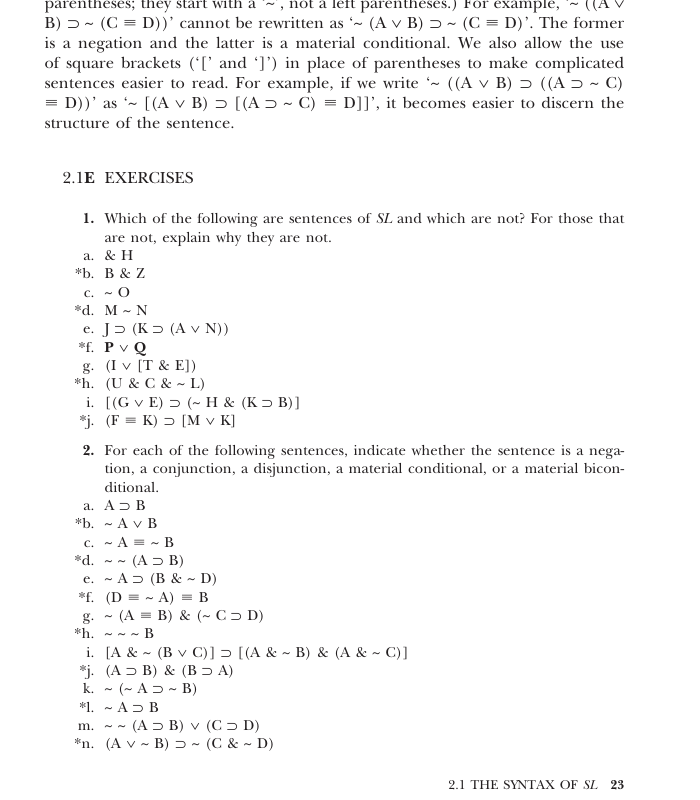 parentheses; they start with a '~', not a left parentheses.) For example, '~ ((A ∨
B) ⊃ ~ (C ≡ D))' cannot be rewritten as '~ (A ∨ B) ⊃ ~ (C ≡ D)'. The former
is a negation and the latter is a material conditional. We also allow the use
of square brackets ('[' and ']') in place of parentheses to make complicated
sentences easier to read. For example, if we write '~ ((A ∨ B) ⊃ ((A ⊃ ~ C)
≡ D))' as '~ [(A ∨ B) ⊃ [(A ⊃ ~ C) ≡ D]]', it becomes easier to discern the
structure of the sentence.
2.1E EXERCISES
1. Which of the following are sentences of SL and which are not? For those that
are not, explain why they are not.
a. & H
*b. B & Z
c. ~ O
*d. M ~ N
e. J ⊃ (K ⊃ (A ∨ N))
*f. P ∨ Q
g. (I ∨ [T & E])
*h. (U & C & ~ L)
i. [(G ∨ E) ⊃ (~ H & (K ⊃ B)]
*j. (F ≡ K) ⊃ [M ∨ K]
2. For each of the following sentences, indicate whether the sentence is a nega-
tion, a conjunction, a disjunction, a material conditional, or a material bicon-
ditional.
a. A ⊃ B
*b. ~ A ∨ B
c. ~ A ≡ ~ B
*d. ~ ~ (A ⊃ B)
e. ~ A ⊃ (B & ~ D)
*f. (D ≡ ~ A) ≡ B
g. ~ (A ≡ B) & (~ C ⊃ D)
*h. ~ ~ ~ B
i. [A & ~ (B ∨ C)] ⊃ [(A & ~ B) & (A & ~ C)]
*j. (A ⊃ B) & (B ⊃ A)
k. ~ (~ A ⊃ ~ B)
*l. ~ A ⊃ B
m. ~ ~ (A ⊃ B) ∨ (C ⊃ D)
*n. (A ∨ ~ B) ⊃ ~ (C & ~ D)
2.1 THE SYNTAX OF SL 23